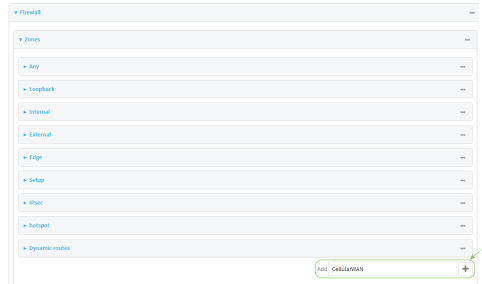 Firewall
Zones
Any
Loopback
Internal
External
Edge
Setup
IPsec
hotspot
Dynamic routes
Add CellularWAN